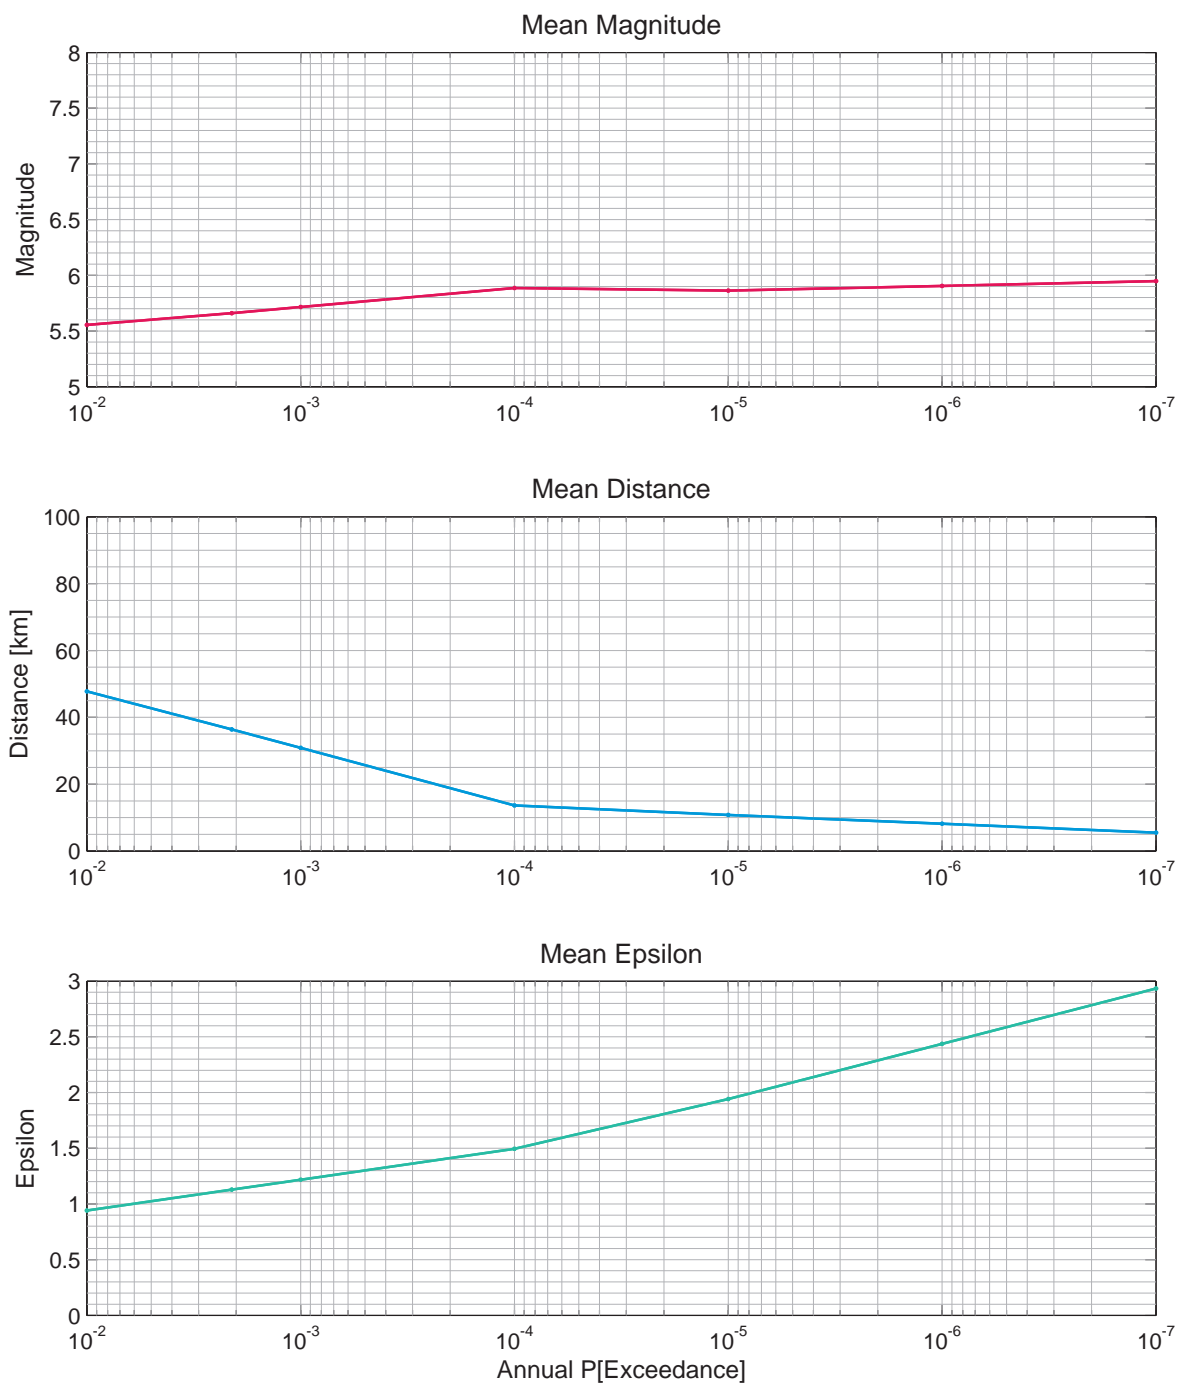 Mean Magnitude
8
7.5
7
6.5
6
5.5
5
Magnitude
10^-2 10^-3 10^-4 10^-5 10^-6 10^-7
Mean Distance
100
80
60
40
20
0
Distance [km]
10^-2 10^-3 10^-4 10^-5 10^-6 10^-7
Mean Epsilon
3
2.5
2
1.5
1
0.5
0
Epsilon
10^-2 10^-3 10^-4 10^-5 10^-6 10^-7
Annual P[Exceedance]